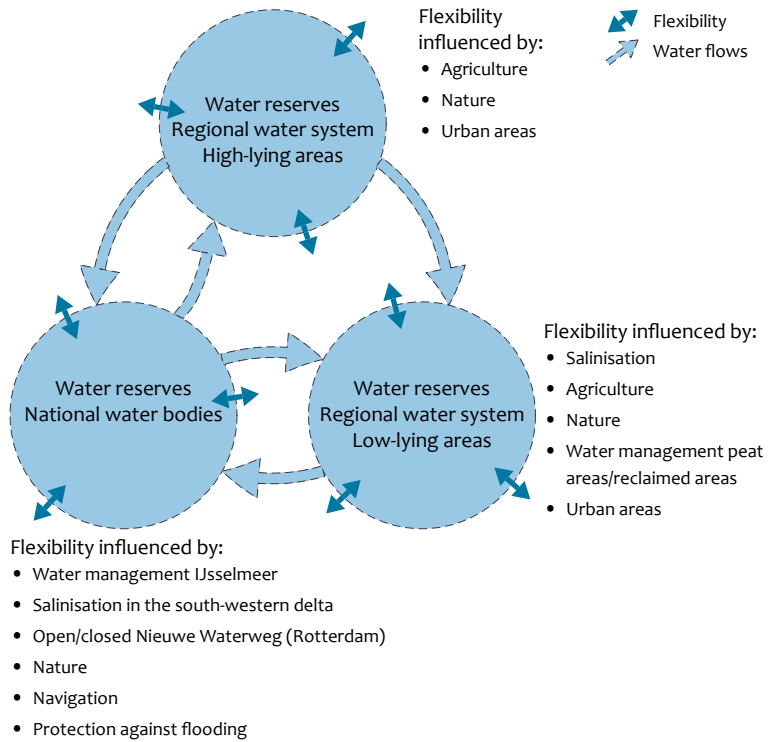 Flexibility
influenced by:
• Agriculture
• Nature
• Urban areas
Flexibility
Water flows
Water reserves
Regional water system
High-lying areas
Water reserves
National water bodies
Water reserves
Regional water system
Low-lying areas
Flexibility influenced by:
• Salinisation
• Agriculture
• Nature
• Water management peat
areas/reclaimed areas
• Urban areas
Flexibility influenced by:
• Water management IJsselmeer
• Salinisation in the south-western delta
• Open/closed Nieuwe Waterweg (Rotterdam)
• Nature
• Navigation
• Protection against flooding